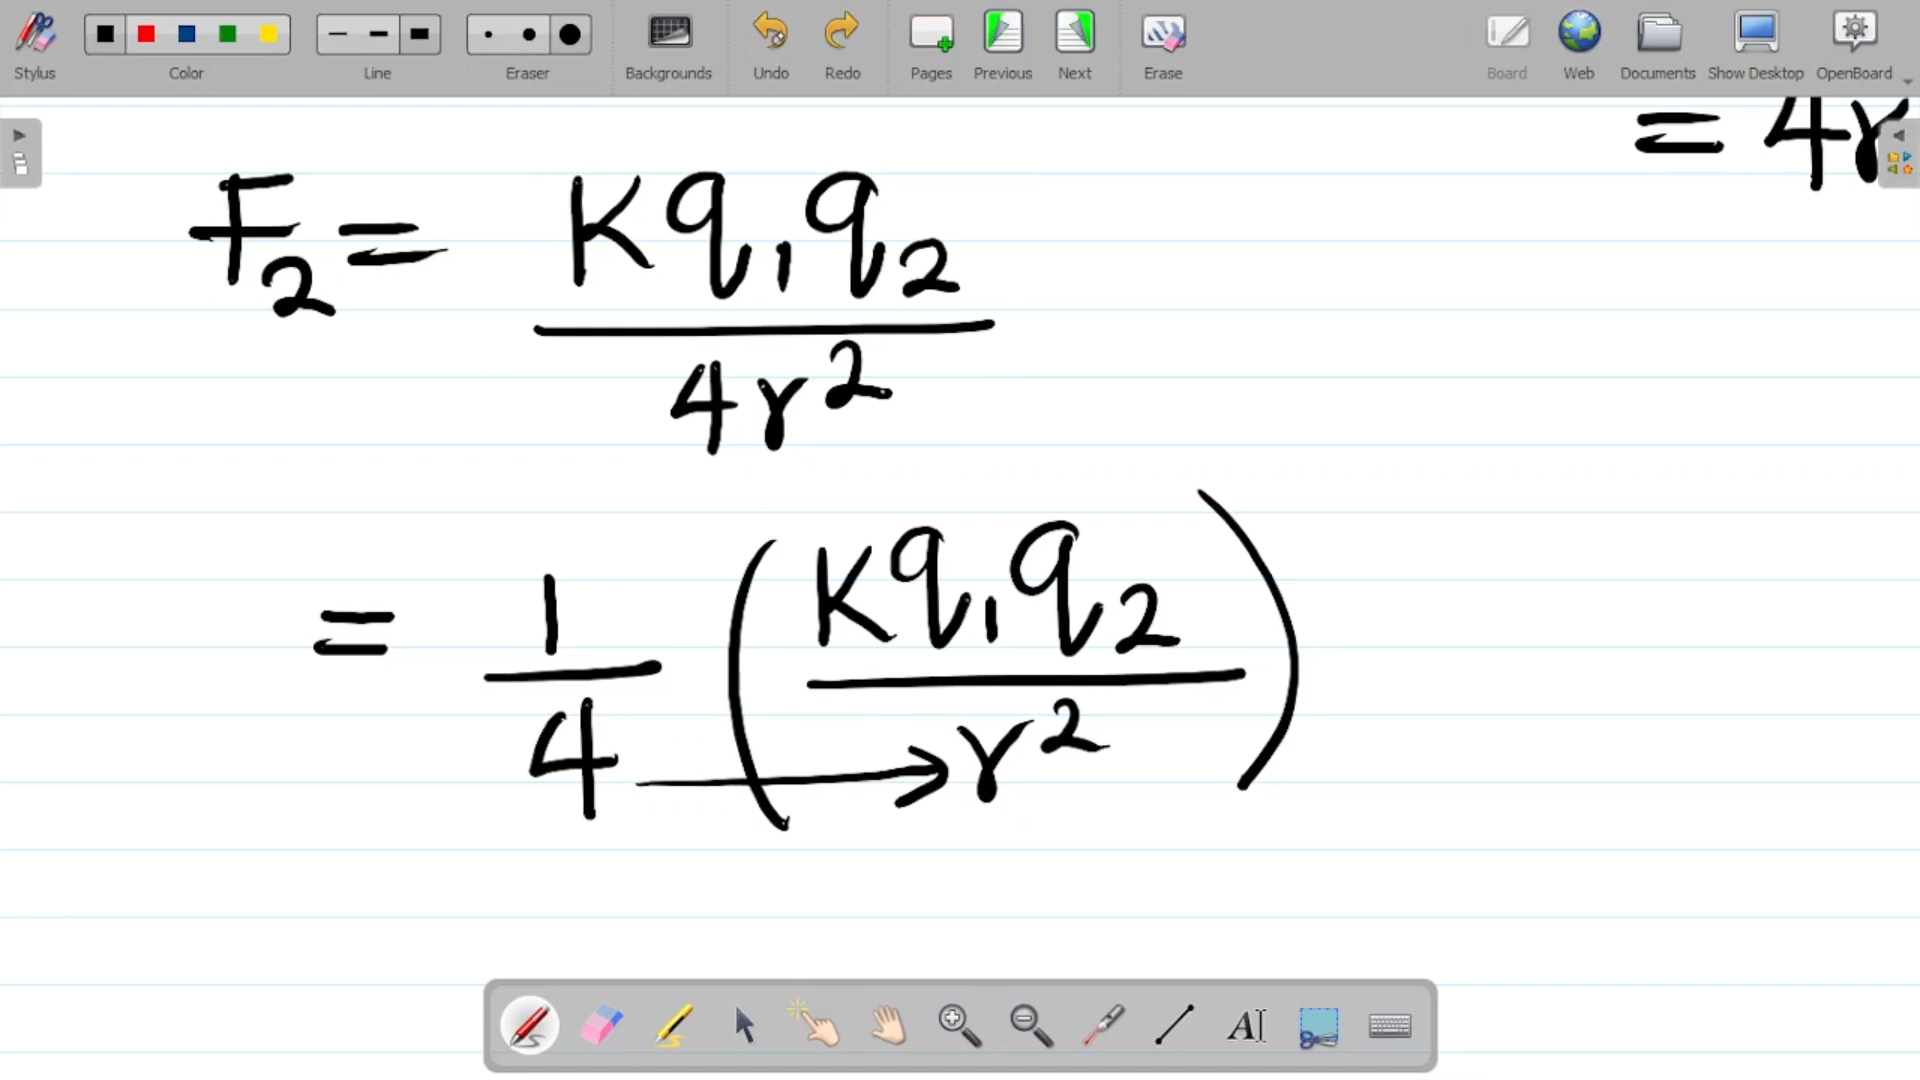 Stylus Color Line Eraser Backgrounds Undo Redo Pages Previous Next Erase Board Web Documents Show Desktop OpenBoard
= 4r
F₂ = Kq₁q₂
4r²
= 1/4 (Kq₁q₂ / → r²)
AI